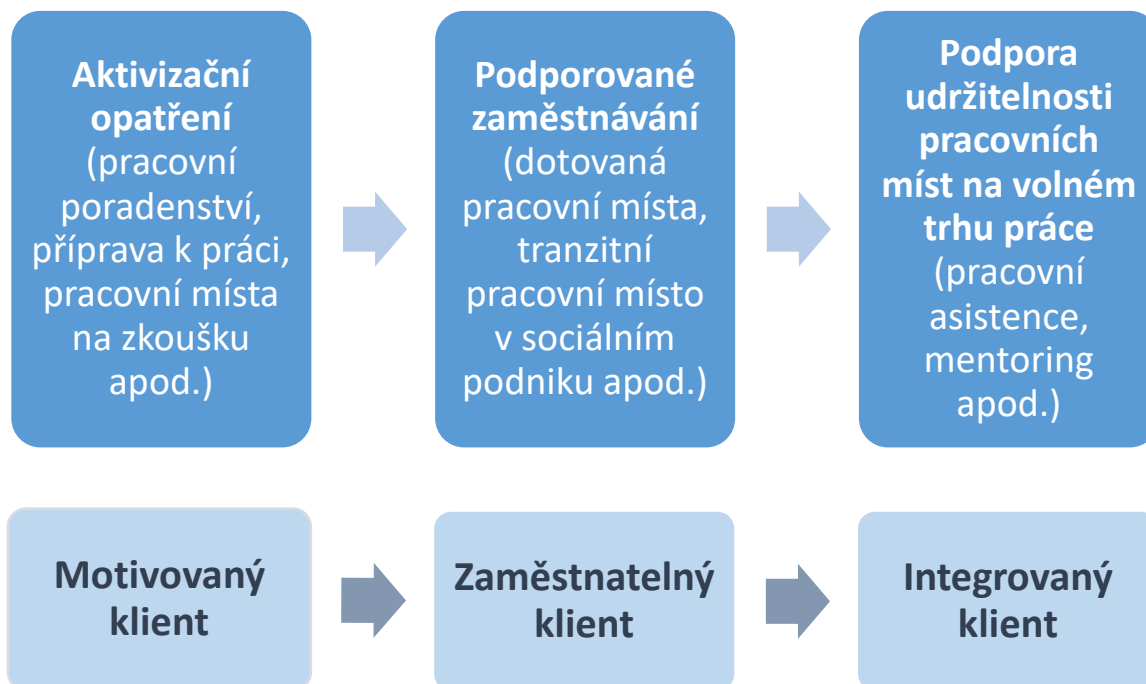 Aktivizační
opatření
(pracovní
poradenství,
příprava k práci,
pracovní místa
na zkoušku
apod.)
Podporované
zaměstnávání
(dotovaná
pracovní místa,
tranzitní
pracovní místo
v sociálním
podniku apod.)
Podpora
udržitelnosti
pracovních
míst na volném
trhu práce
(pracovní
asistence,
mentoring
apod.)
Motivovaný
klient
Zaměstnatelný
klient
Integrovaný
klient